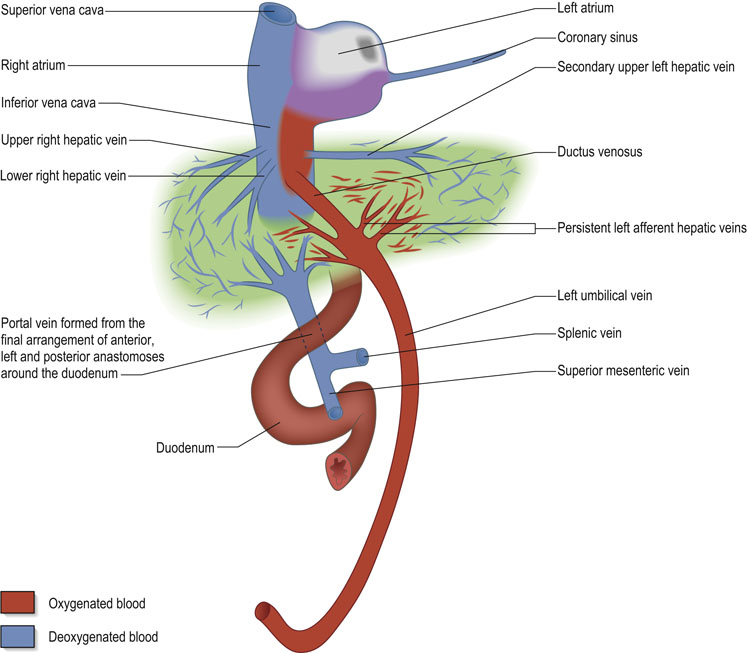 Superior vena cava
Right atrium
Inferior vena cava
Upper right hepatic vein
Lower right hepatic vein
Portal vein formed from the
final arrangement of anterior,
left and posterior anastomoses
around the duodenum
Duodenum
Left atrium
Coronary sinus
Secondary upper left hepatic vein
Ductus venosus
Persistent left afferent hepatic veins
Left umbilical vein
Splenic vein
Superior mesenteric vein
Oxygenated blood
Deoxygenated blood